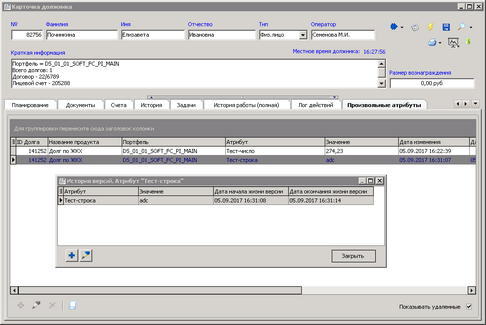 Карточка должника
№ Фамилия Имя Отчество Тип Оператор
82756 Починкина Елизавета Ивановна Физ.лицо Семенова М.И.
Краткая информация Местное время должника: 16:27:56
Портфель = DS_01_01_SOFT_FC_PI_MAIN
Всего долгов: 1
Договор - 22/6789
Лицевой счет - 205288
Размер вознаграждения
0,00 руб
Планирование Документы Счета История Задачи История работы (полная) Лог действий Произвольные атрибуты
Для группировки перенесите сюда заголовок колонки
ID Долга Название продукта Портфель Атрибут Значение Дата изменения
141252 Долг по ЖКХ DS_01_01_SOFT_FC_PI_MAIN Тест-число 274,23 05.09.2017 16:22:39
141252 Долг по ЖКХ DS_01_01_SOFT_FC_PI_MAIN Тест-строка adc 05.09.2017 16:31:07
История версий. Атрибут "Тест-строка"
Атрибут Значение Дата начала жизни версии Дата окончания жизни версии
Тест-строка adc 05.09.2017 16:31:08 05.09.2017 16:31:14
Закрыть
Показывать удаленные